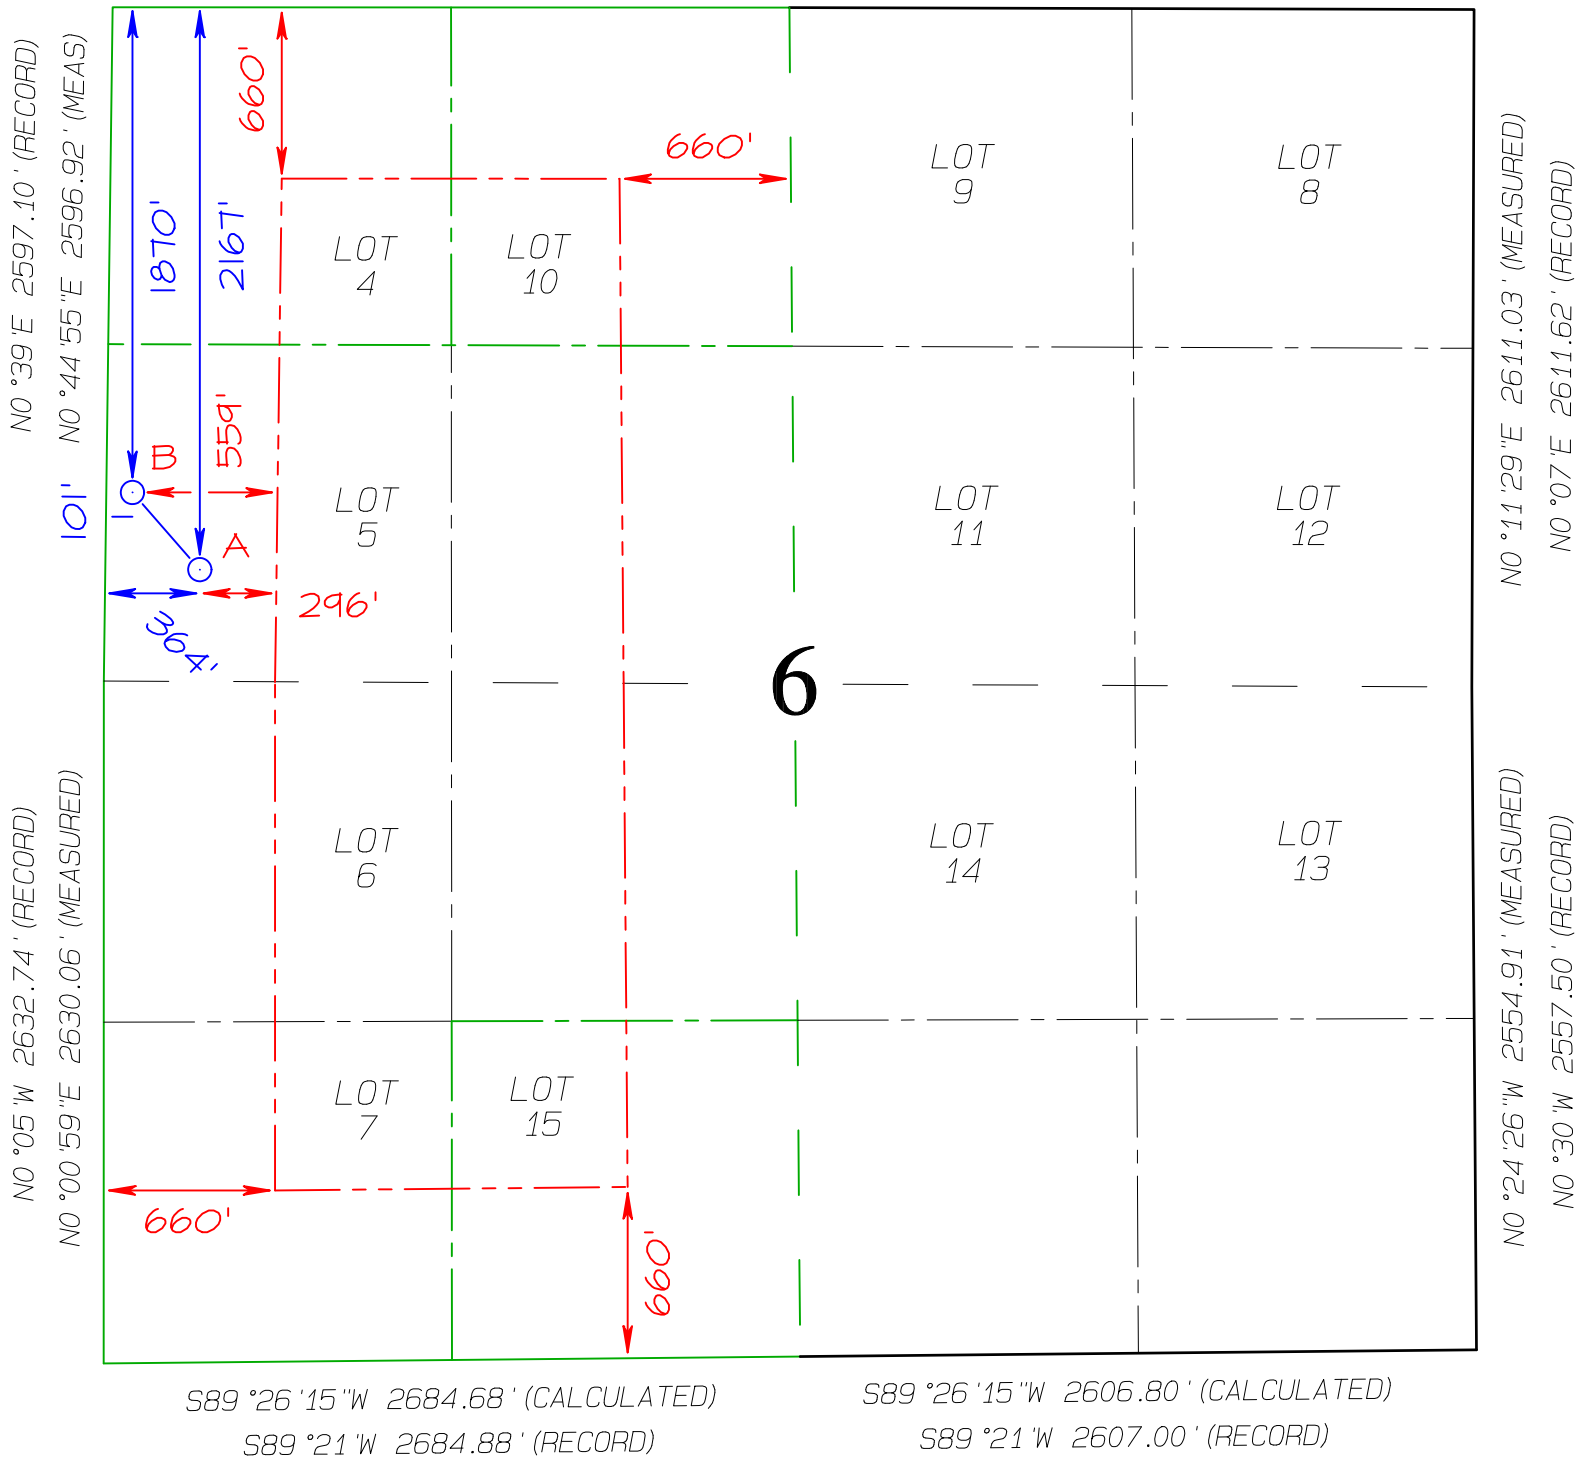 N0°39'E 2597.10' (RECORD)
N0°44'55"E 2596.92' (MEAS)
660'
660'
1870'
2167'
LOT
4
LOT
10
LOT
9
LOT
8
N0°11'29"E 2611.03' (MEASURED)
N0°07'E 2611.62' (RECORD)
101'
B
559'
1
A
364'
296'
LOT
5
LOT
11
LOT
12
6
N0°05'W 2632.74' (RECORD)
N0°00'59"E 2630.06' (MEASURED)
LOT
6
LOT
14
LOT
13
N0°24'26"W 2554.91' (MEASURED)
N0°30'W 2557.50' (RECORD)
LOT
7
LOT
15
660'
660'
S89°26'15"W 2684.68' (CALCULATED)
S89°21'W 2684.88' (RECORD)
S89°26'15"W 2606.80' (CALCULATED)
S89°21'W 2607.00' (RECORD)